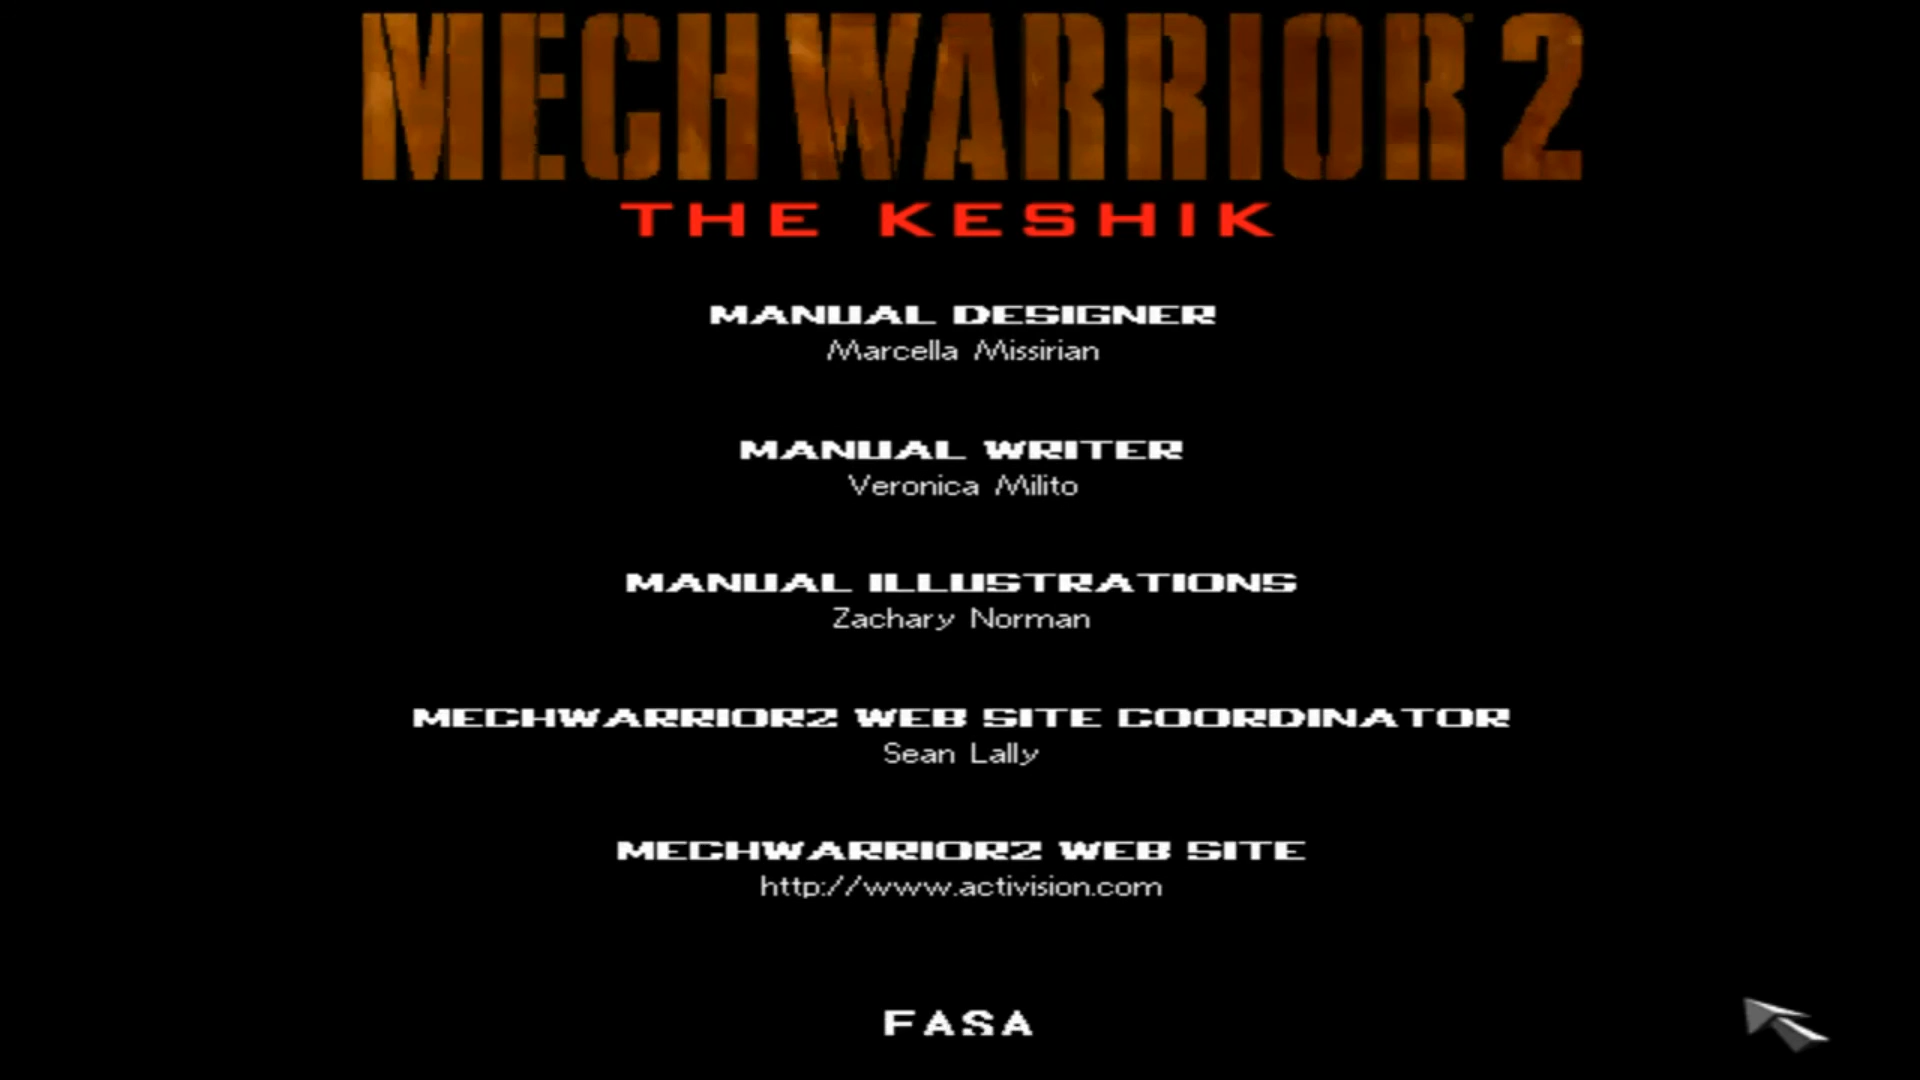 MECHWARRIOR 2
THE KESHIK
MANUAL DESIGNER
Marcella Missirian
MANUAL WRITER
Veronica Milito
MANUAL ILLUSTRATIONS
Zachary Norman
MECHWARRIOR2 WEB SITE COORDINATOR
Sean Lally
MECHWARRIOR2 WEB SITE
http://www.activision.com
FASA